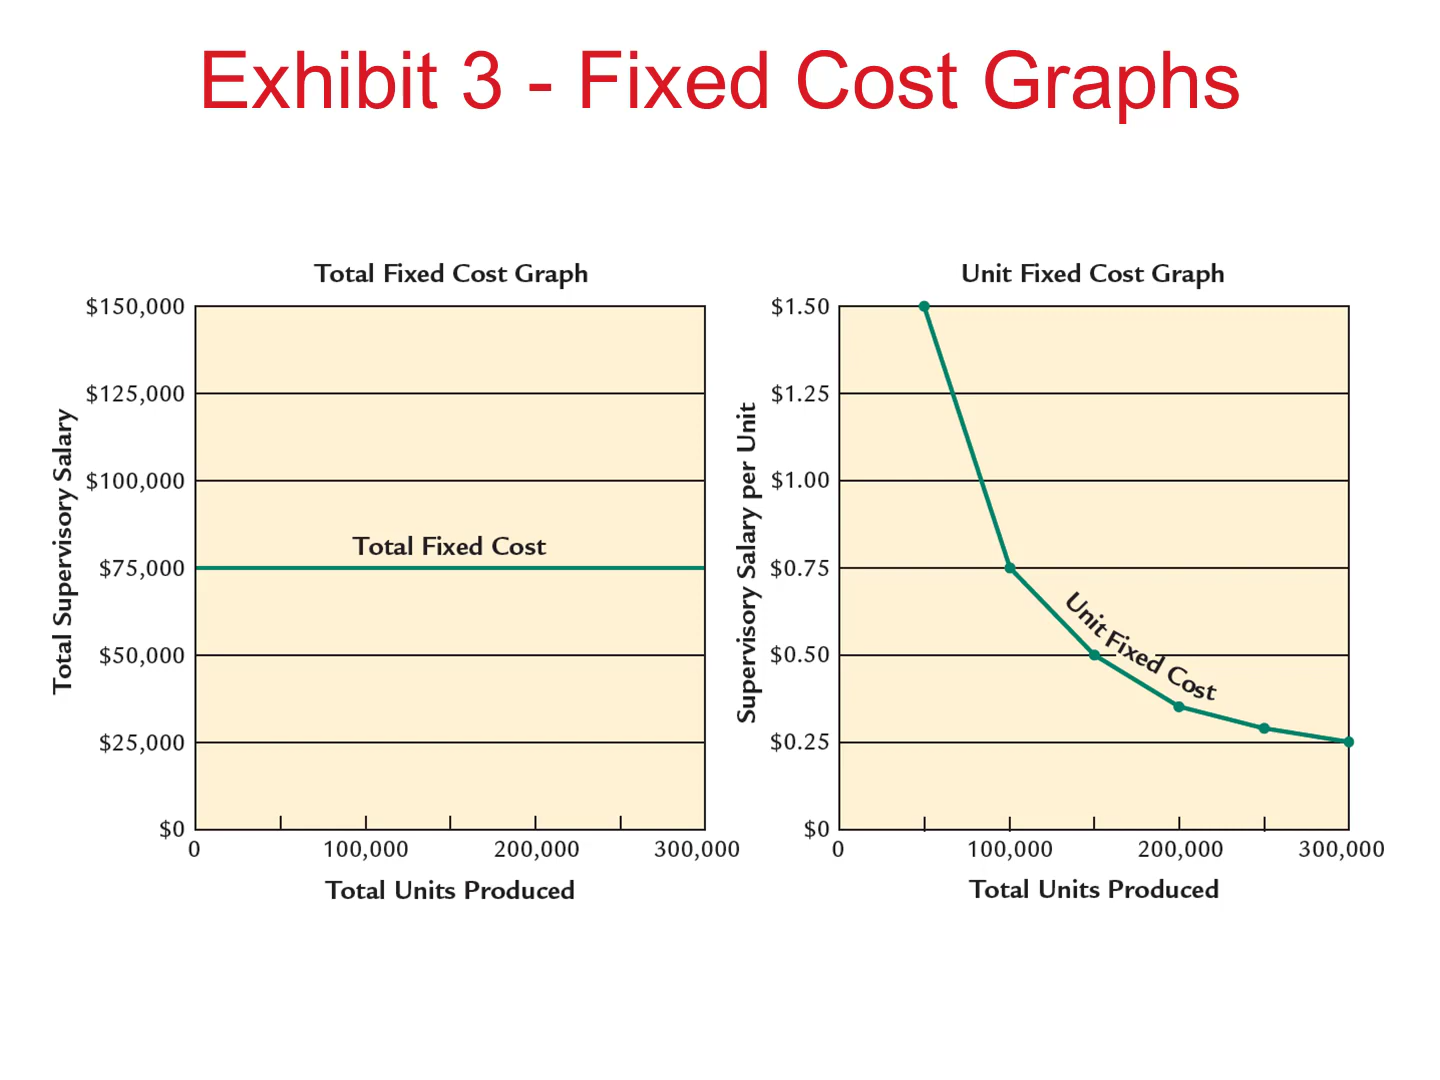 Exhibit 3 - Fixed Cost Graphs
Total Fixed Cost Graph
Total Supervisory Salary
$150,000
$125,000
$100,000
$75,000
$50,000
$25,000
$0
Total Fixed Cost
0 100,000 200,000 300,000
Total Units Produced
Unit Fixed Cost Graph
Supervisory Salary per Unit
$1.50
$1.25
$1.00
$0.75
$0.50
$0.25
$0
Unit Fixed Cost
0 100,000 200,000 300,000
Total Units Produced